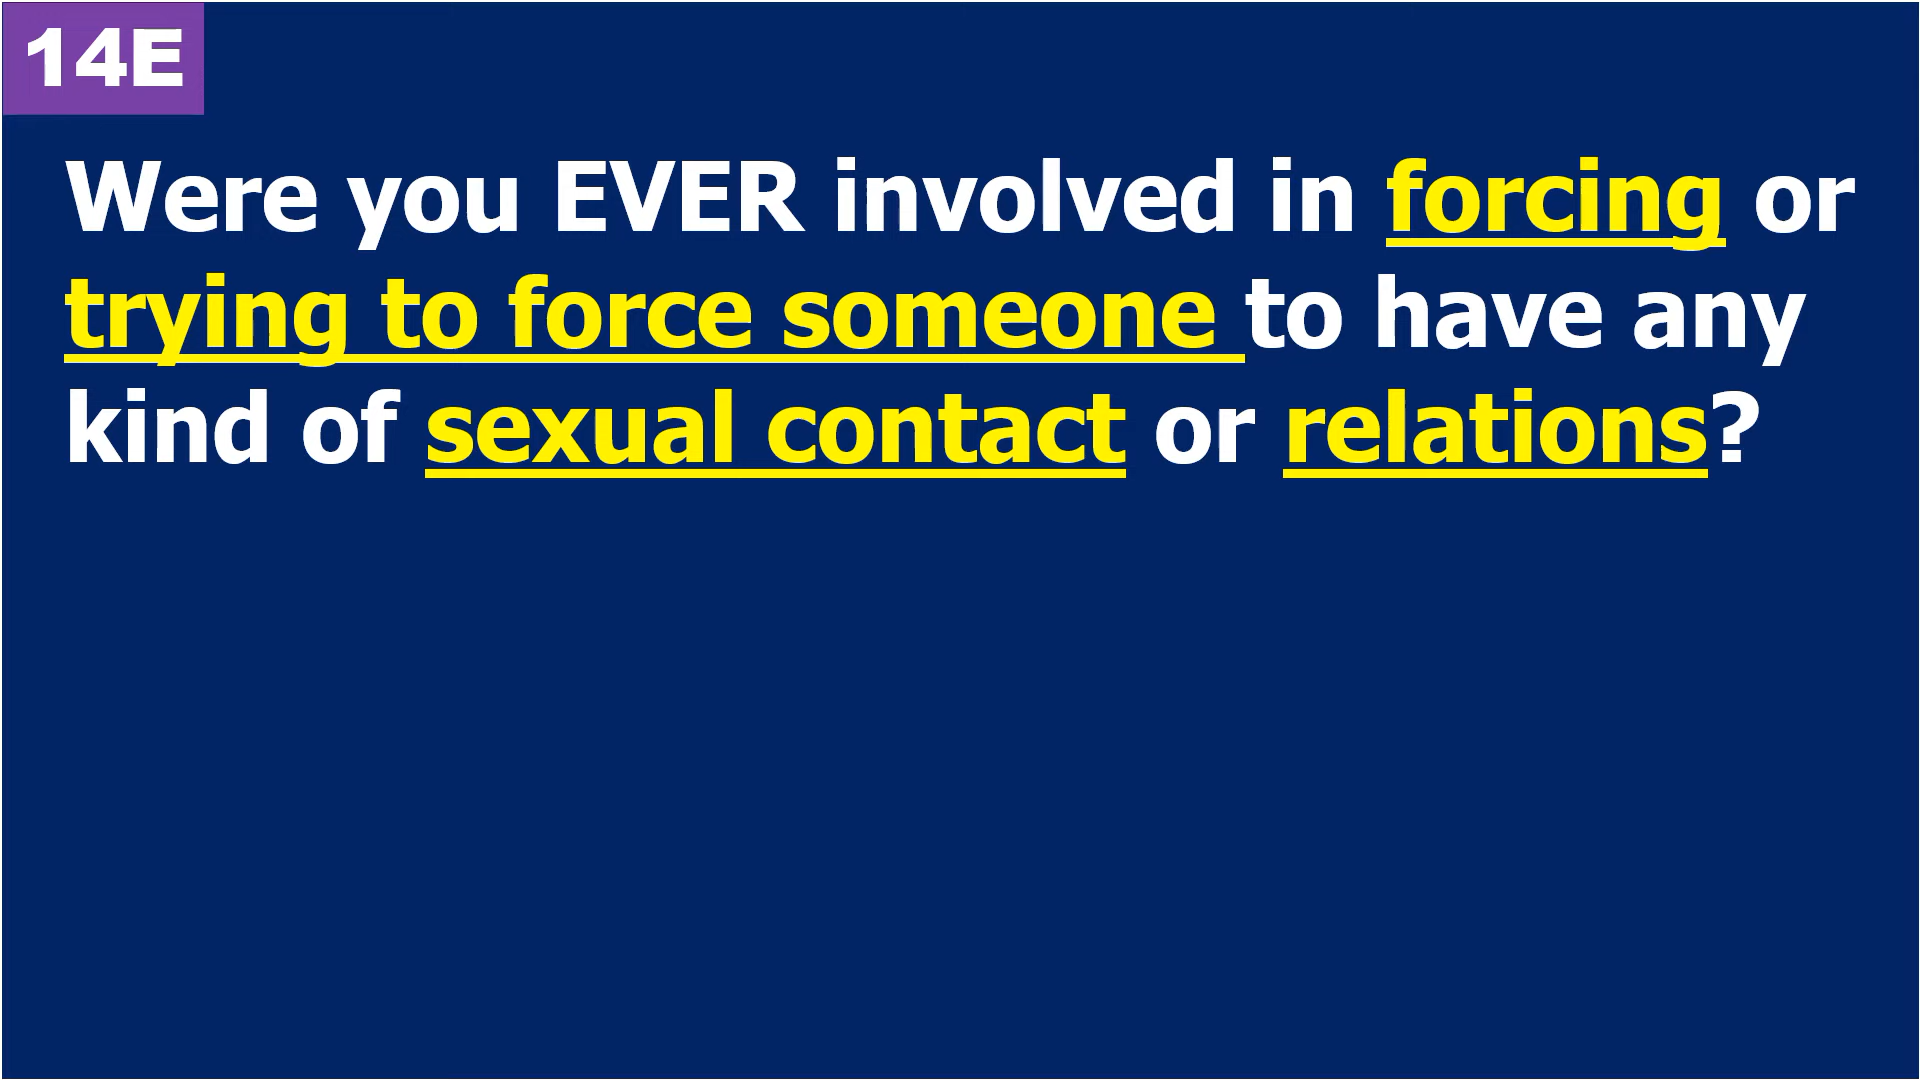 14E
Were you EVER involved in forcing or
trying to force someone to have any
kind of sexual contact or relations?